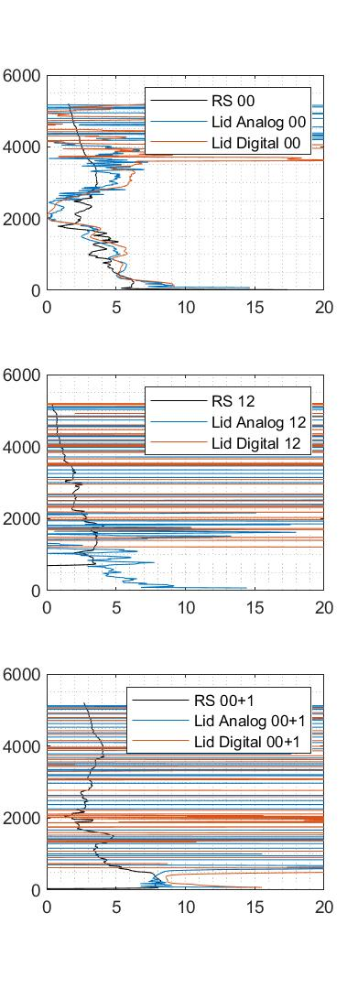 6000
RS 00
Lid Analog 00
Lid Digital 00
4000
2000
0
0 5 10 15 20
6000
RS 12
Lid Analog 12
Lid Digital 12
4000
2000
0
0 5 10 15 20
6000
RS 00+1
Lid Analog 00+1
Lid Digital 00+1
4000
2000
0
0 5 10 15 20